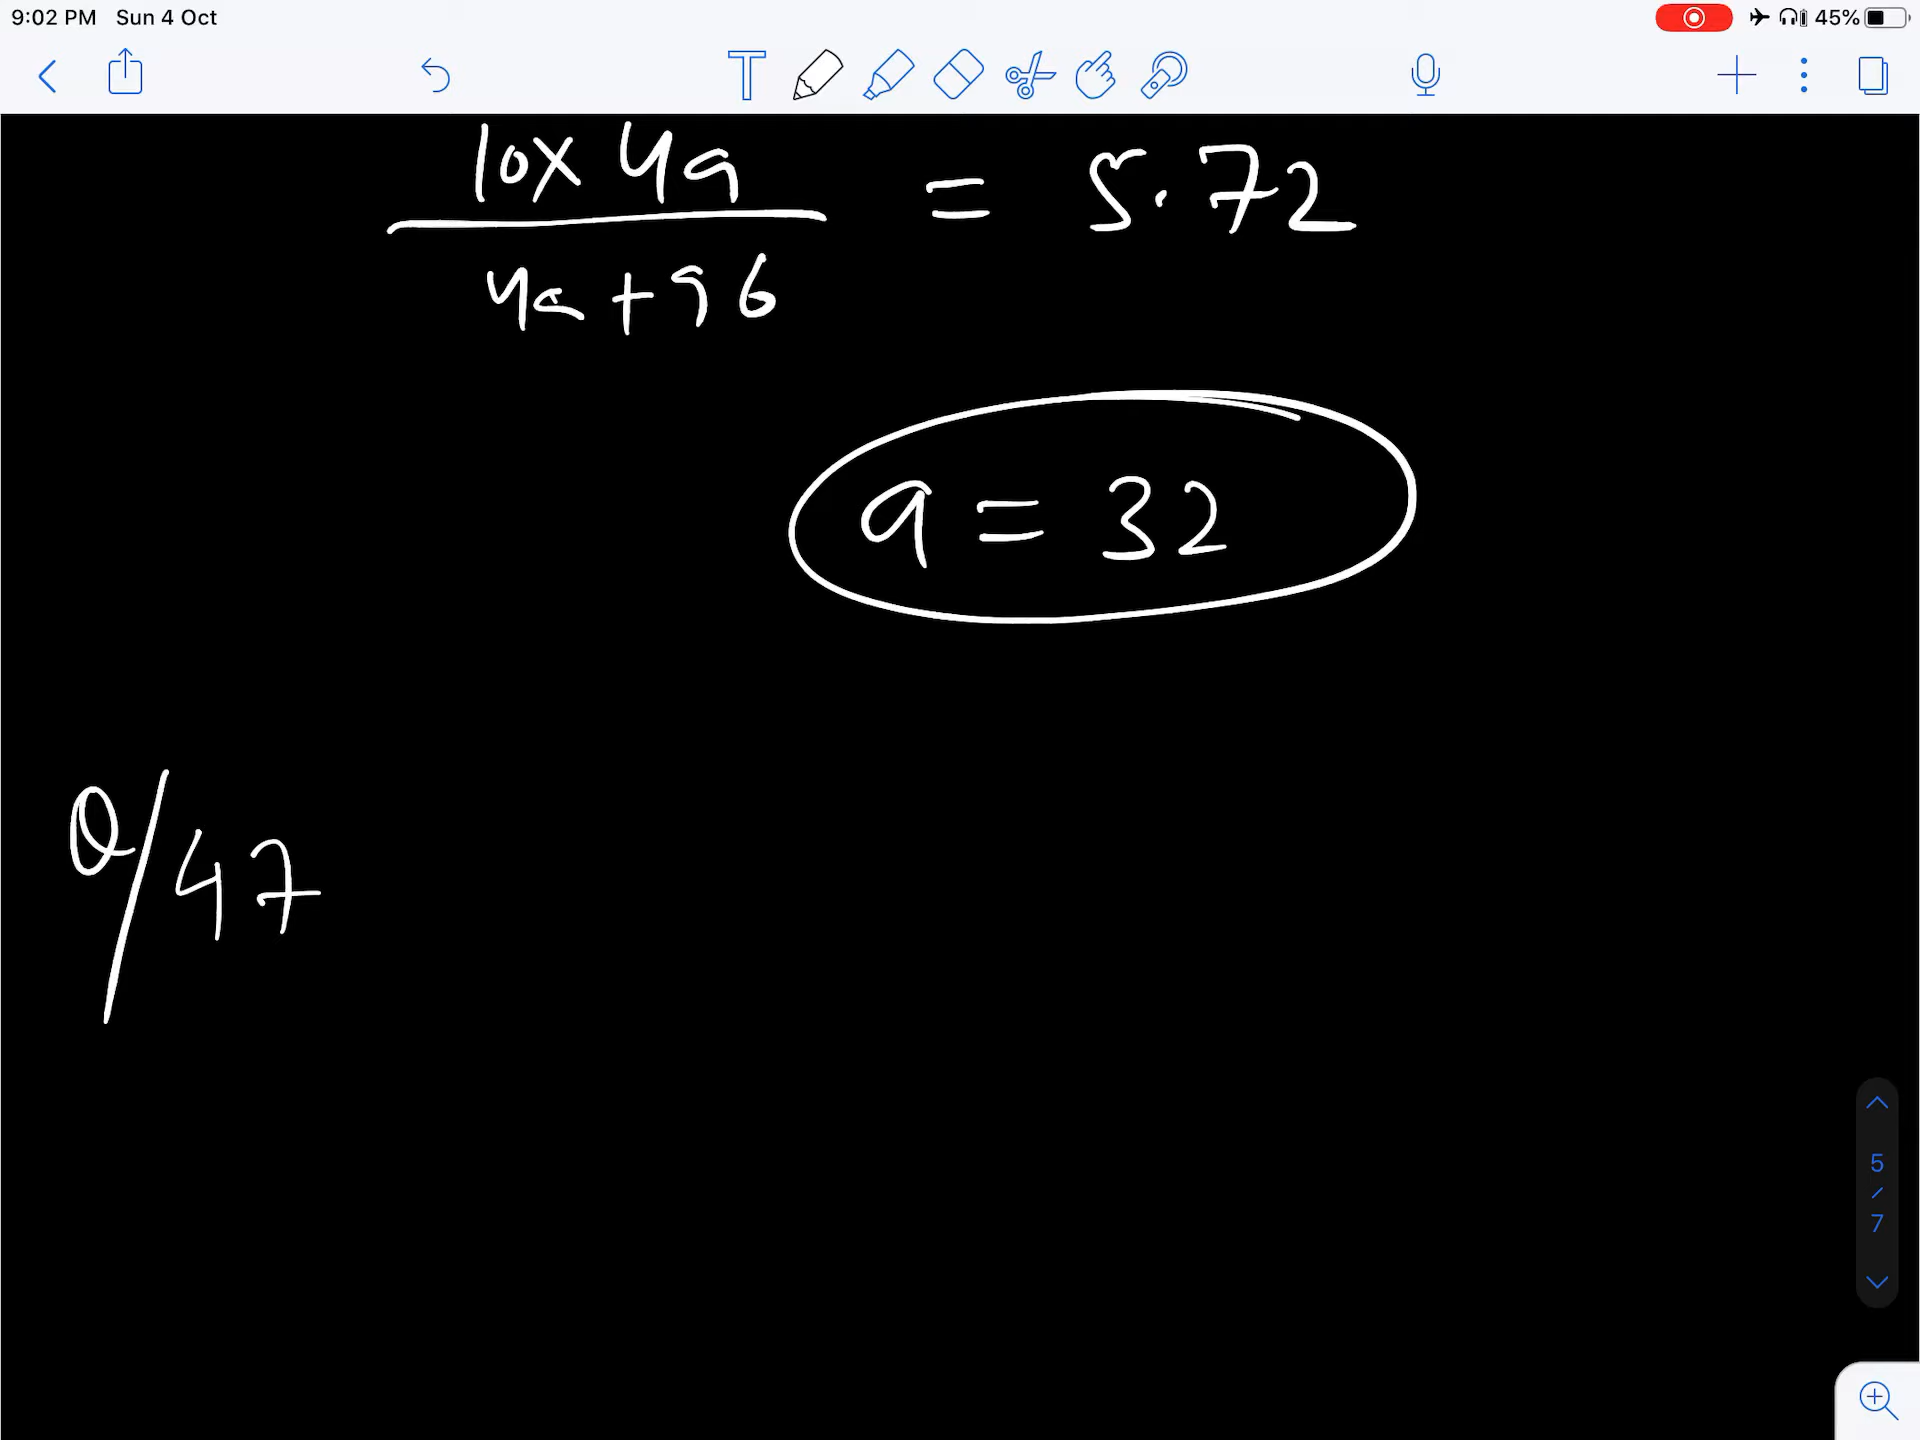 9:02 PM Sun 4 Oct
45%
T
10x 4a
4a + 96
= 5.72
a = 32
Q/47
5
/
7